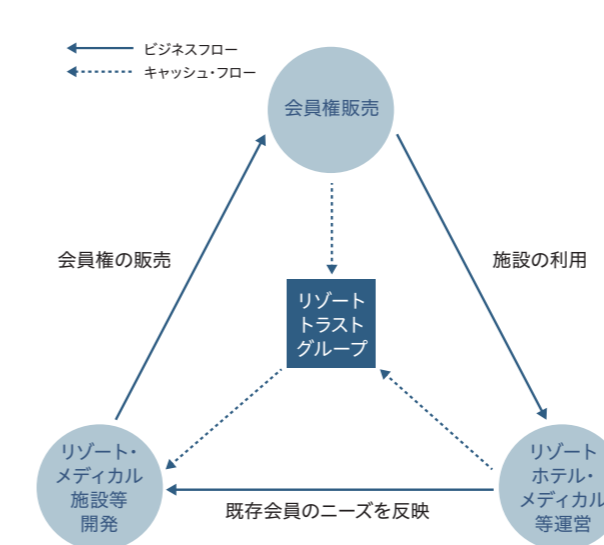 ビジネスフロー
キャッシュ・フロー
会員権販売
会員権の販売
施設の利用
リゾート
トラスト
グループ
リゾート・
メディカル
施設等
開発
既存会員のニーズを反映
リゾート
ホテル・
メディカル
等運営